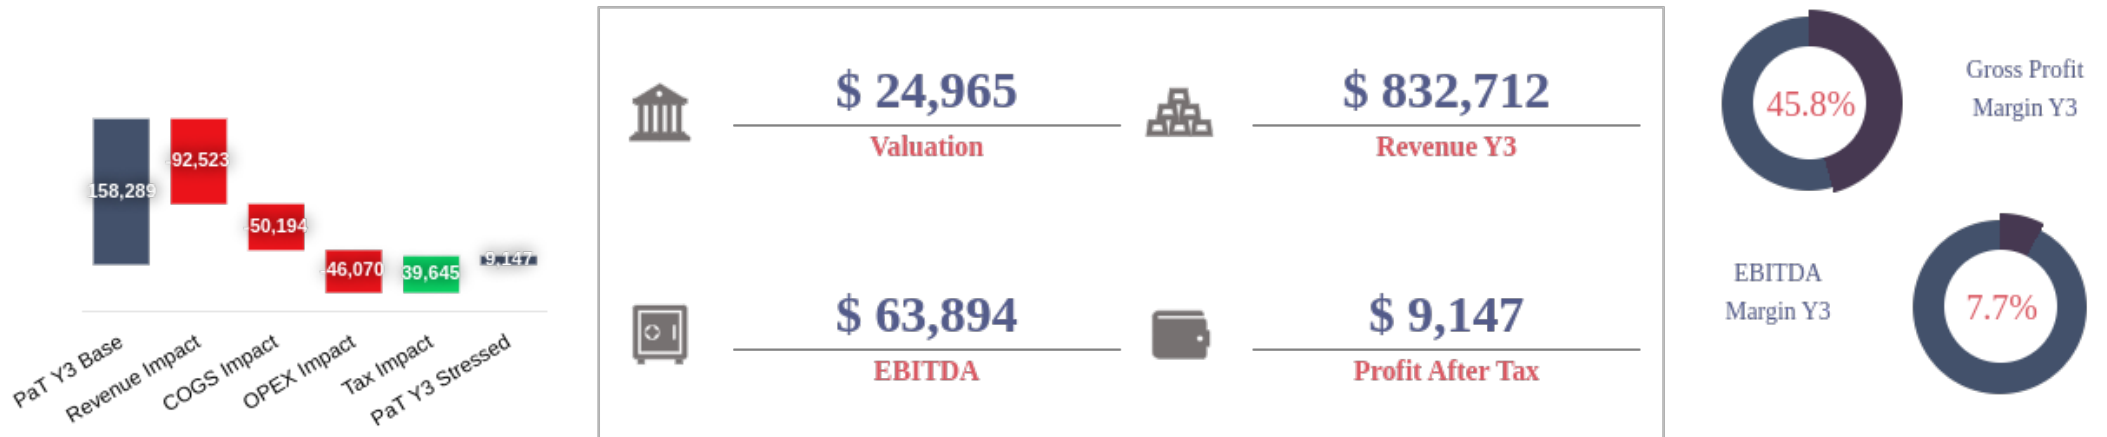 158,289
-92,523
-50,194
-46,070
39,645
9,147
PaT Y3 Base
Revenue Impact
COGS Impact
OPEX Impact
Tax Impact
PaT Y3 Stressed
$ 24,965
Valuation
$ 832,712
Revenue Y3
$ 63,894
EBITDA
$ 9,147
Profit After Tax
45.8%
Gross Profit
Margin Y3
EBITDA
Margin Y3
7.7%